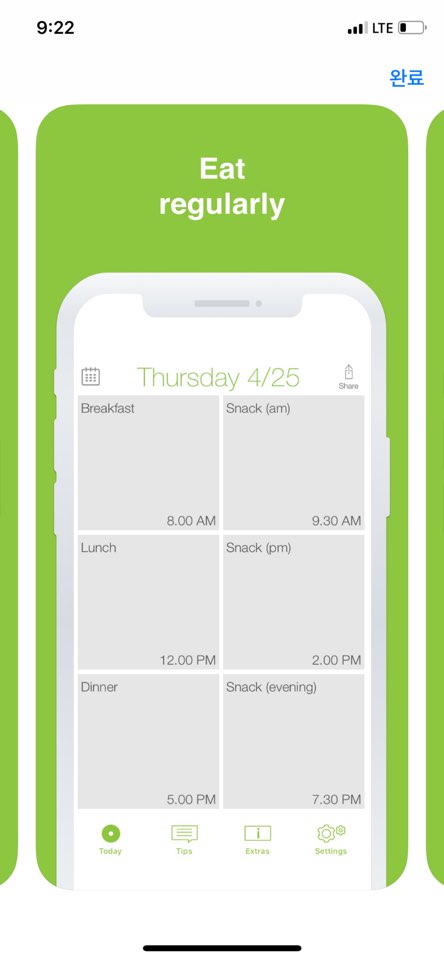 9:22
LTE
완료
Eat
regularly
Thursday 4/25
Share
Breakfast
Snack (am)
8.00 AM
9.30 AM
Lunch
Snack (pm)
12.00 PM
2.00 PM
Dinner
Snack (evening)
5.00 PM
7.30 PM
Today
Tips
Extras
Settings